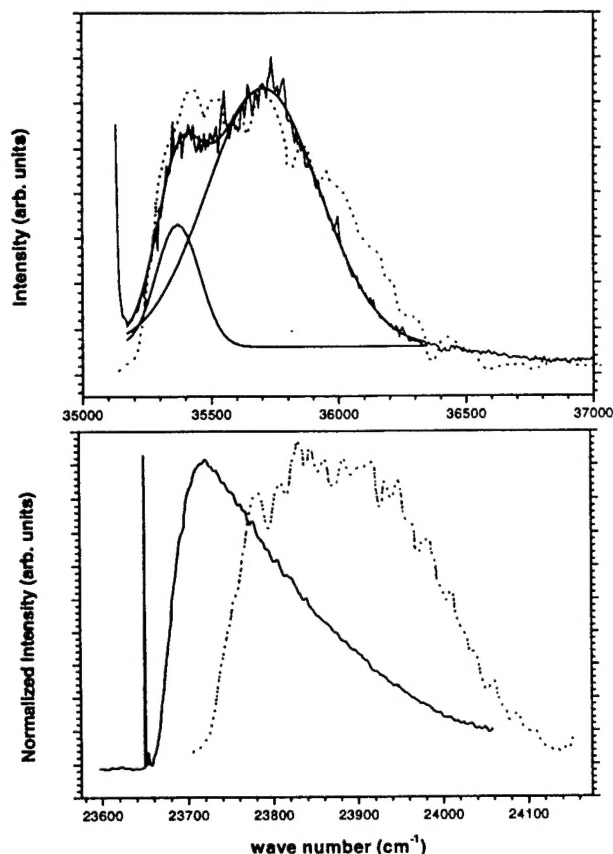 Intensity (arb. units)
35000 35500 36000 36500 37000
Normalized Intensity (arb. units)
23600 23700 23800 23900 24000 24100
wave number (cm⁻¹)